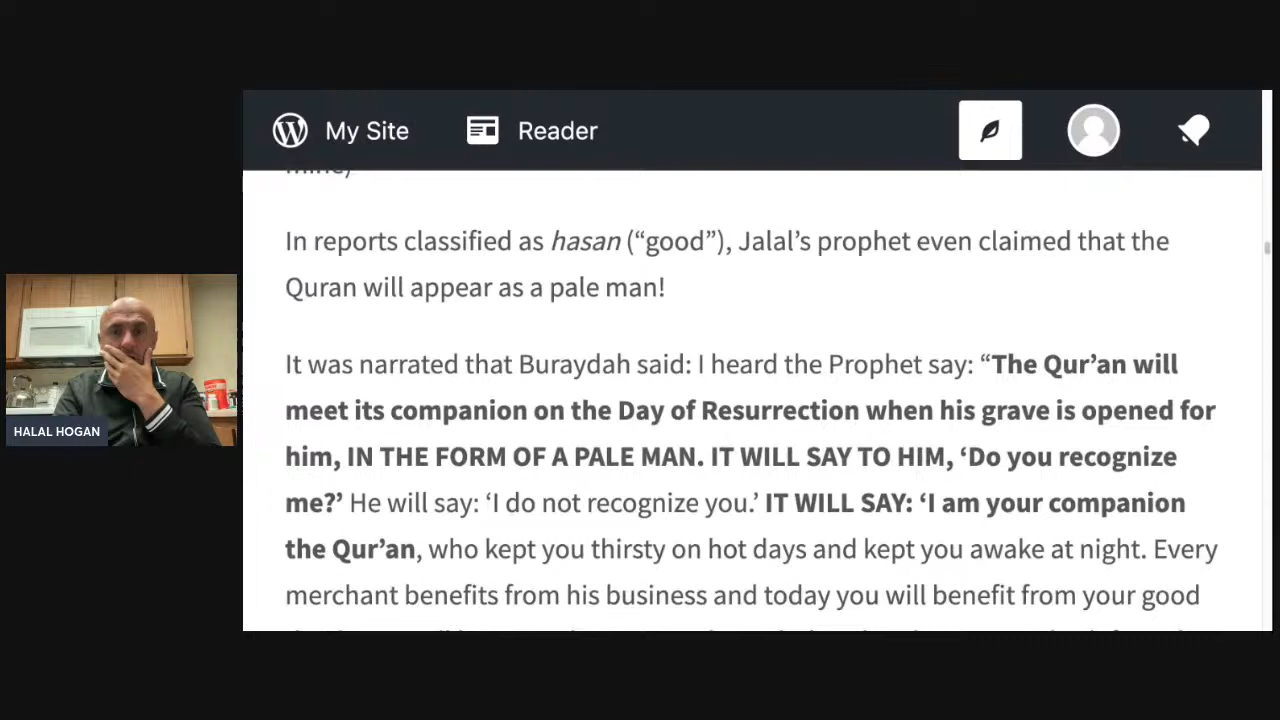 My Site Reader
mine)
In reports classified as hasan (“good”), Jalal’s prophet even claimed that the
Quran will appear as a pale man!
It was narrated that Buraydah said: I heard the Prophet say: “The Qur’an will
meet its companion on the Day of Resurrection when his grave is opened for
him, IN THE FORM OF A PALE MAN. IT WILL SAY TO HIM, ‘Do you recognize
me?’ He will say: ‘I do not recognize you.’ IT WILL SAY: ‘I am your companion
the Qur’an, who kept you thirsty on hot days and kept you awake at night. Every
merchant benefits from his business and today you will benefit from your good
HALAL HOGAN